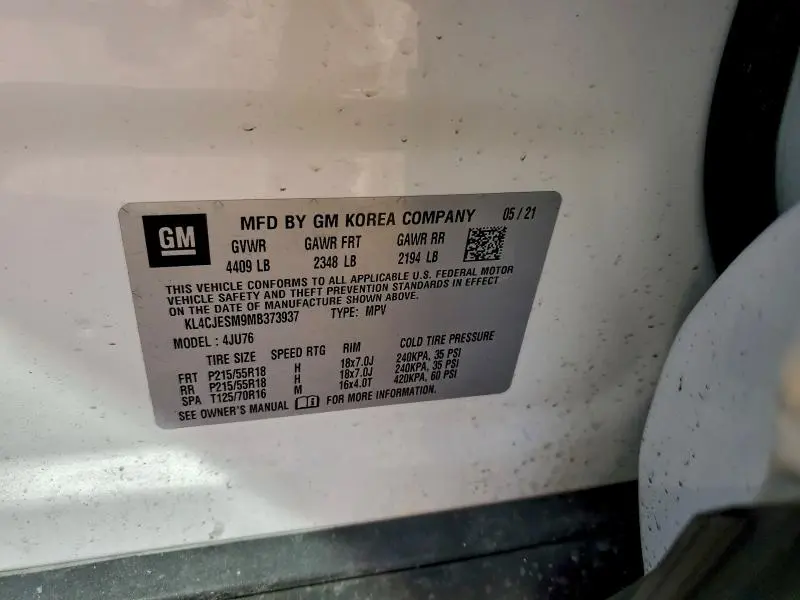 GM
MFD BY GM KOREA COMPANY 05 / 21
GVWR GAWR FRT GAWR RR
4409 LB 2348 LB 2194 LB
THIS VEHICLE CONFORMS TO ALL APPLICABLE U.S. FEDERAL MOTOR
VEHICLE SAFETY AND THEFT PREVENTION STANDARDS IN EFFECT
ON THE DATE OF MANUFACTURE SHOWN ABOVE.
KL4CJESM9MB373937 TYPE: MPV
MODEL : 4JU76
TIRE SIZE SPEED RTG RIM COLD TIRE PRESSURE
FRT P215/55R18 H 18x7.0J 240KPA, 35 PSI
RR P215/55R18 H 18x7.0J 240KPA, 35 PSI
SPA T125/70R16 M 16x4.0T 420KPA, 60 PSI
SEE OWNER'S MANUAL FOR MORE INFORMATION.